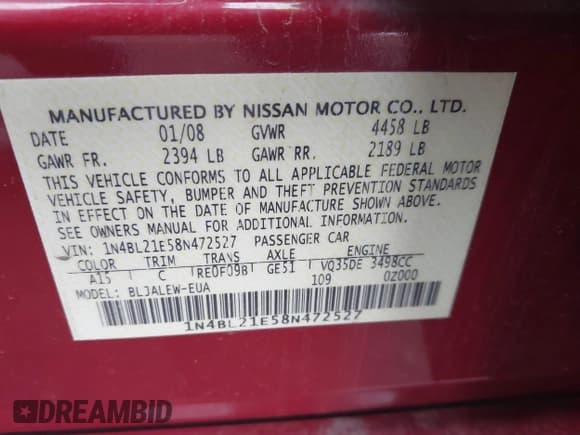 MANUFACTURED BY NISSAN MOTOR CO., LTD.
DATE 01/08 GVWR 4458 LB
GAWR FR. 2394 LB GAWR RR. 2189 LB
THIS VEHICLE CONFORMS TO ALL APPLICABLE FEDERAL MOTOR
VEHICLE SAFETY, BUMPER AND THEFT PREVENTION STANDARDS
IN EFFECT ON THE DATE OF MANUFACTURE SHOWN ABOVE.
SEE OWNERS MANUAL FOR ADDITIONAL INFORMATION.
VIN: 1N4BL21E58N472527 PASSENGER CAR
COLOR TRIM TRANS AXLE ENGINE
A15 C RE0F09B GE51 VQ35DE 3498CC
MODEL: BLJALEW-EUA 109 0Z000
1N4BL21E58N472527
DREAMBID